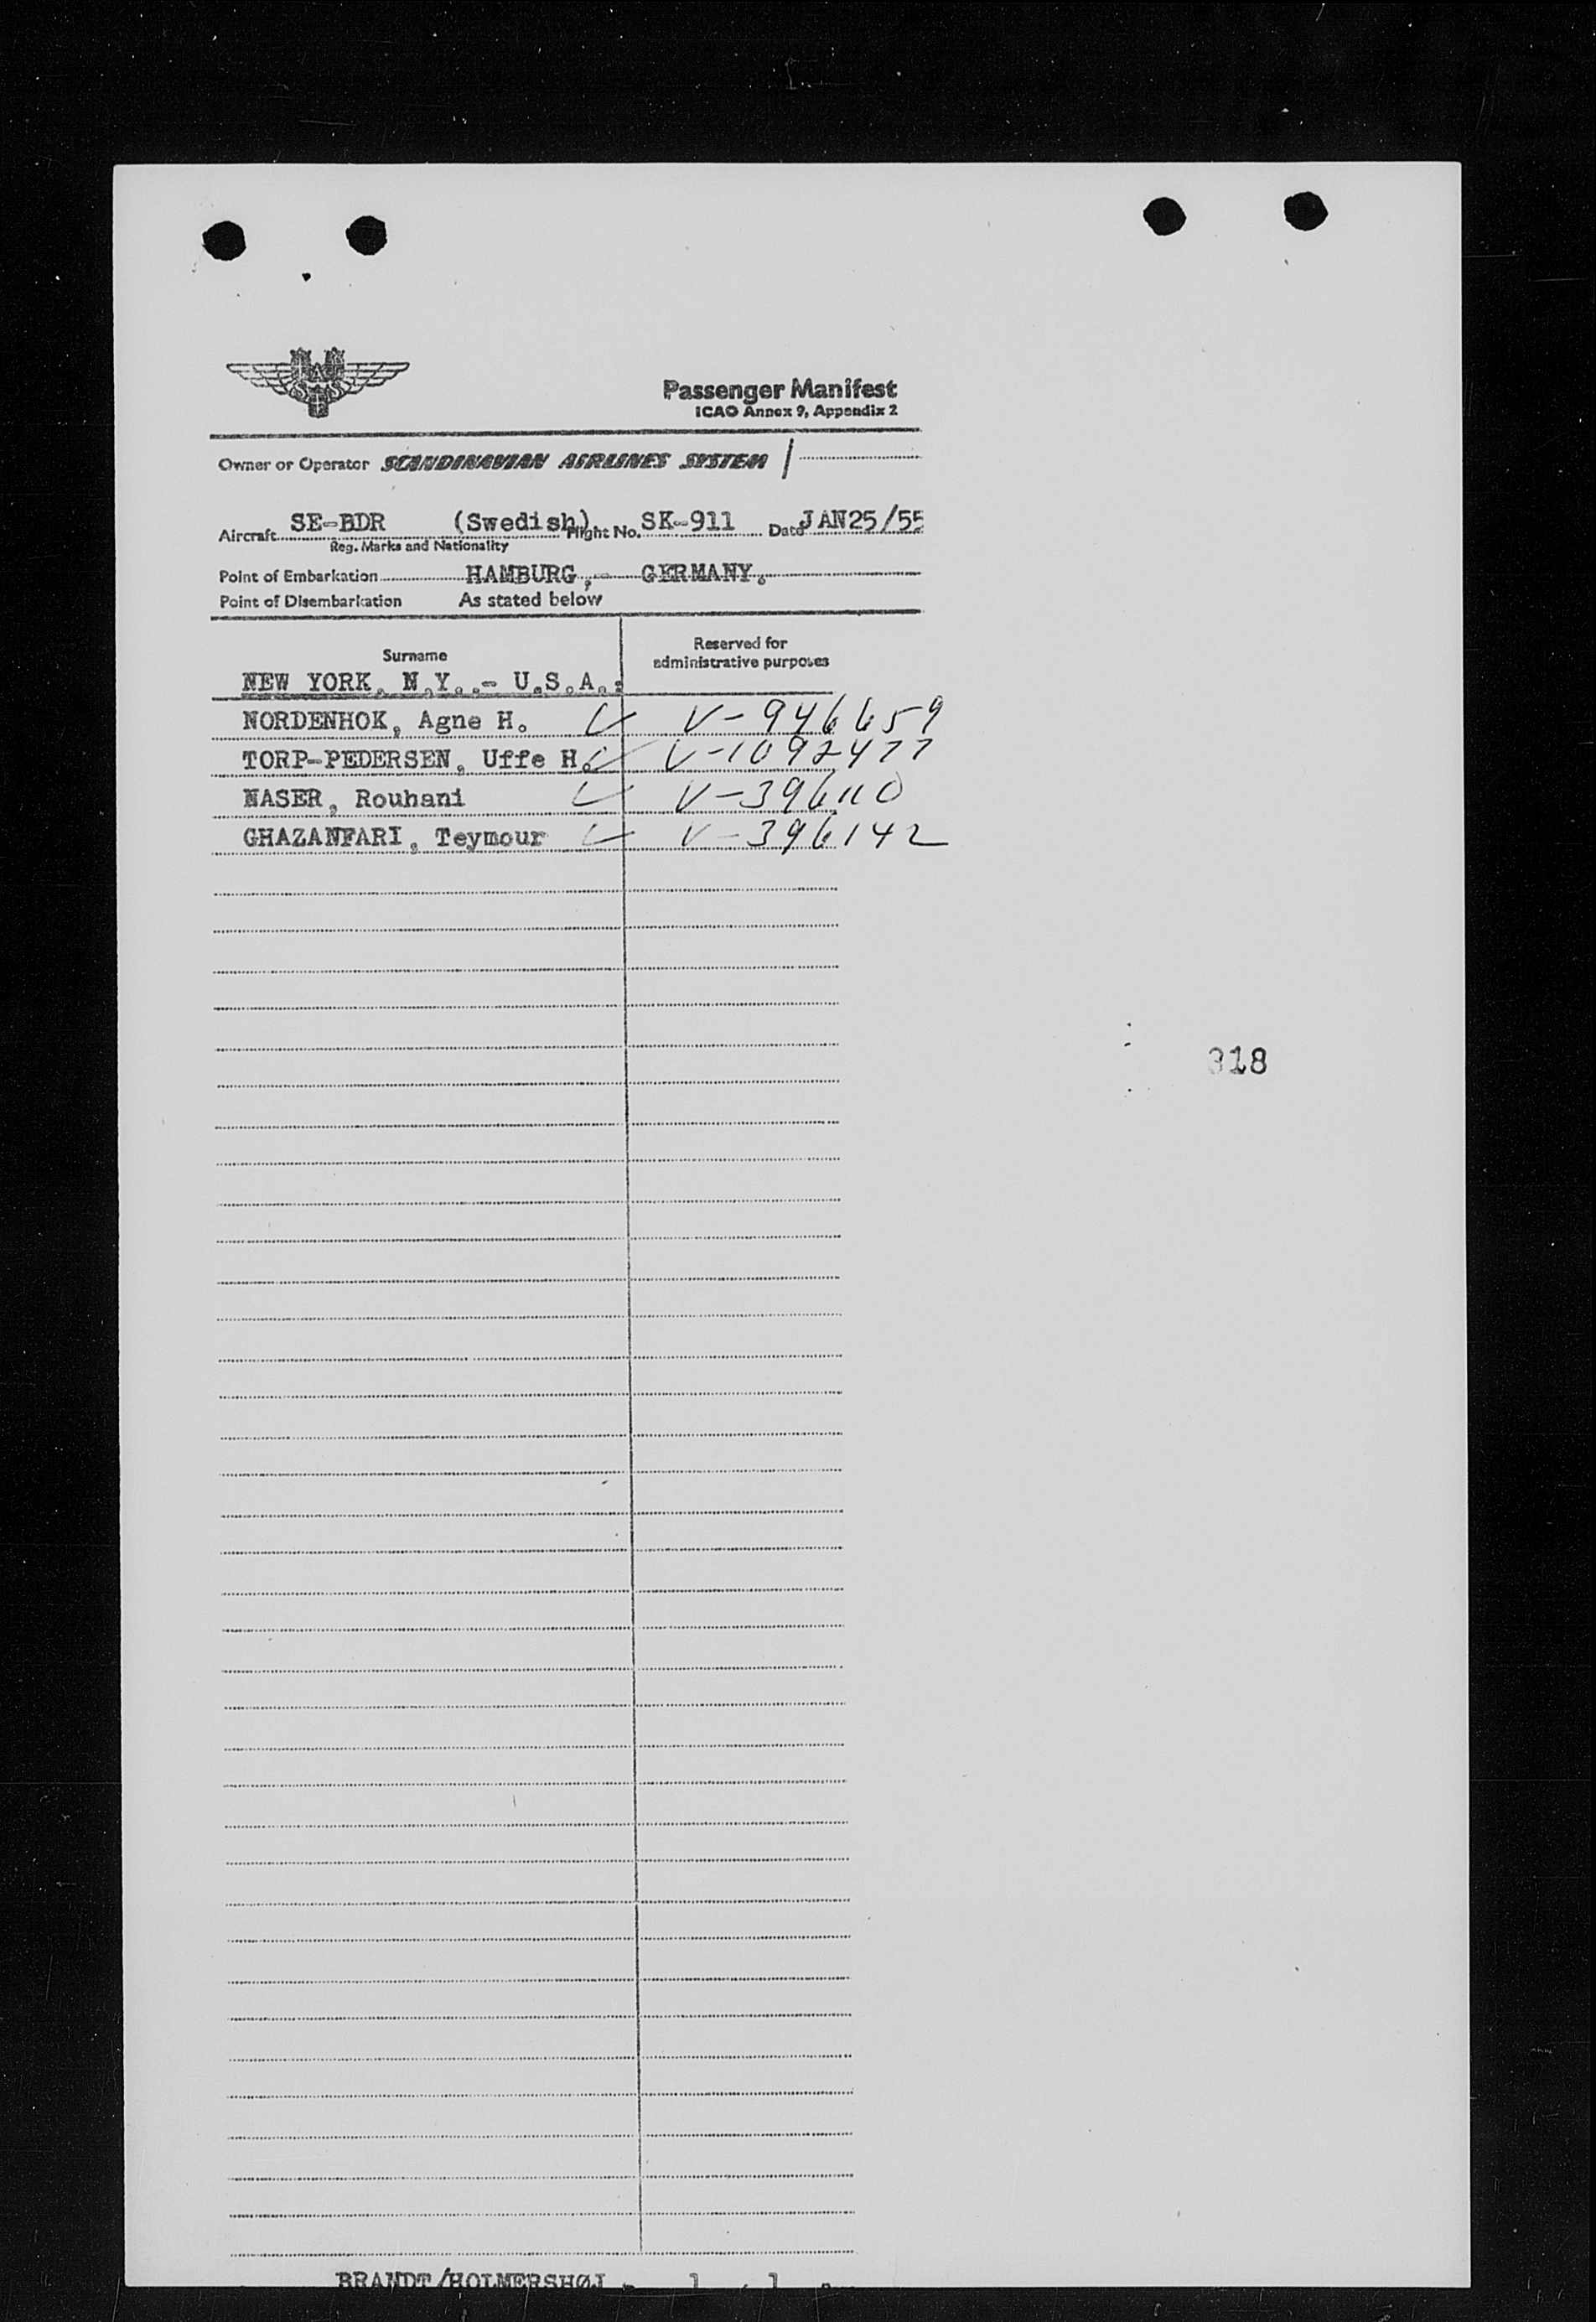 Passenger Manifest
ICAO Annex 9, Appendix 2
Owner or Operator SCANDINAVIAN AIRLINES SYSTEM /
Aircraft SE-BDR (Swedish) Flight No. SK-911 Date JAN25/55
Reg. Marks and Nationality
Point of Embarkation HAMBURG,- GERMANY.
Point of Disembarkation As stated below
Surname Reserved for administrative purposes
NEW YORK, N.Y..- U.S.A.:
NORDENHOK, Agne H. V-946659
TORP-PEDERSEN, Uffe H. V-1092477
NASER, Rouhani V-396110
GHAZANFARI, Teymour V-396142
318
BRANDT/HOLMERSHØJ